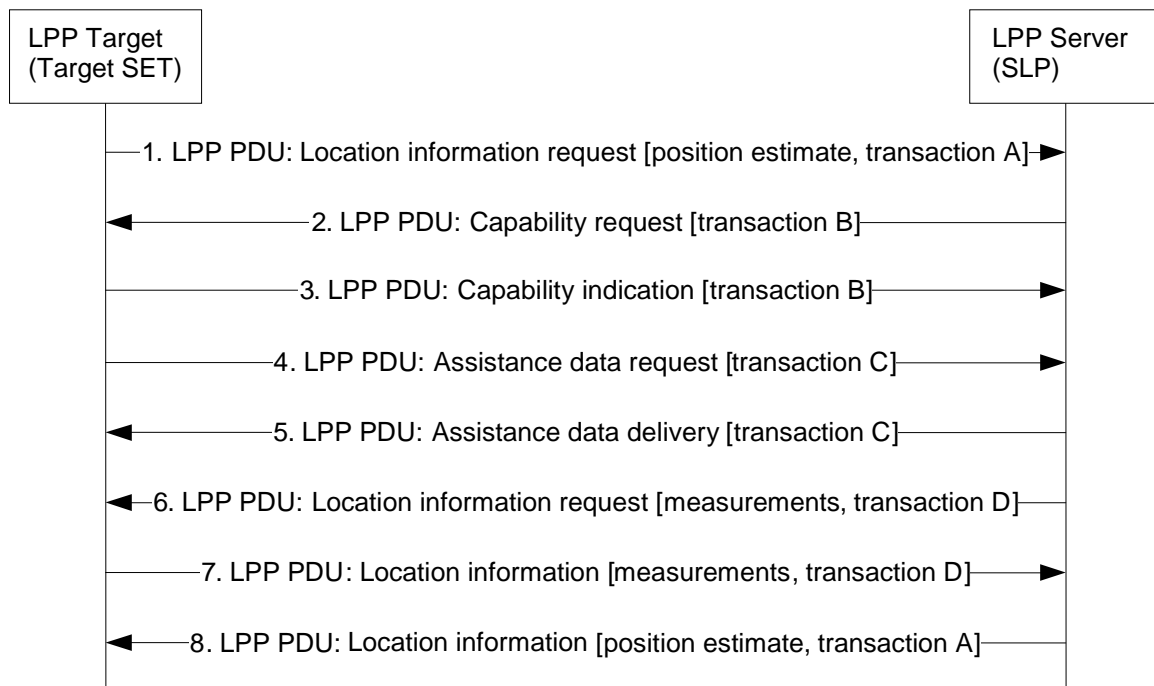 LPP Target
(Target SET)
LPP Server
(SLP)
1. LPP PDU: Location information request [position estimate, transaction A]
2. LPP PDU: Capability request [transaction B]
3. LPP PDU: Capability indication [transaction B]
4. LPP PDU: Assistance data request [transaction C]
5. LPP PDU: Assistance data delivery [transaction C]
6. LPP PDU: Location information request [measurements, transaction D]
7. LPP PDU: Location information [measurements, transaction D]
8. LPP PDU: Location information [position estimate, transaction A]